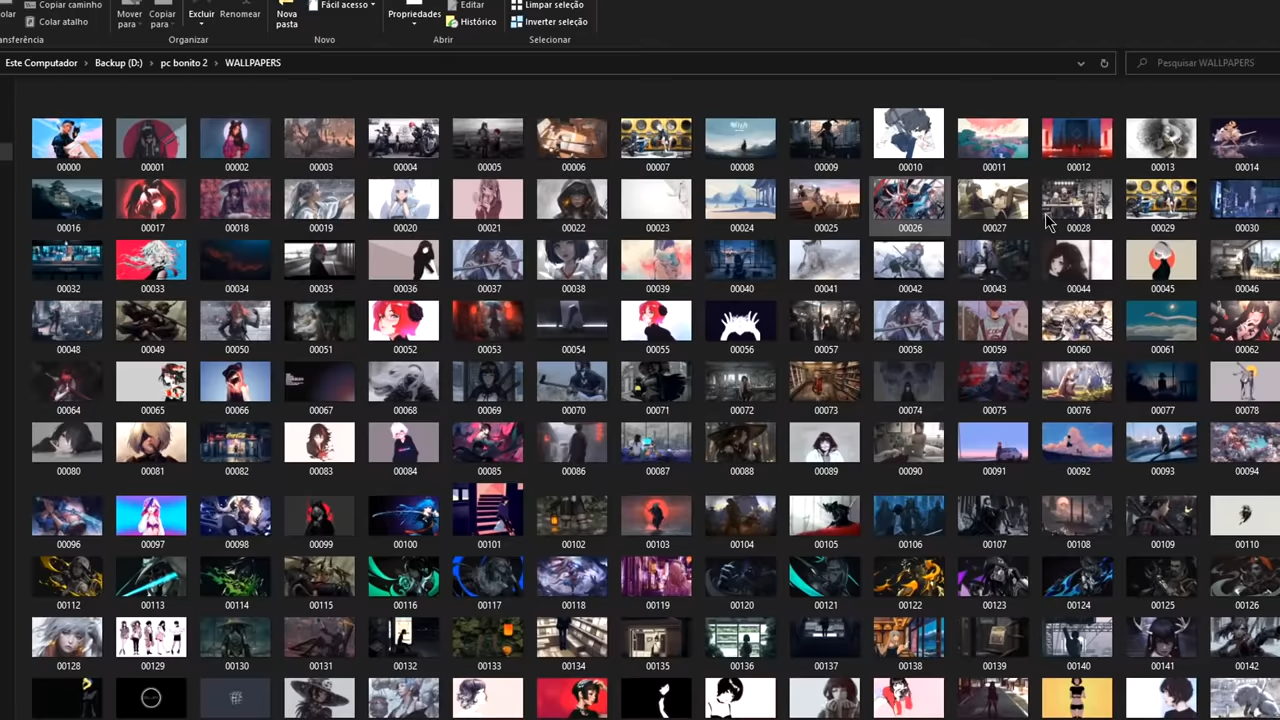 olar
Copiar caminho
Colar atalho
nsferência
Mover
para
Copiar
para
Excluir
Renomear
Organizar
Nova
pasta
Fácil acesso
Novo
Propriedades
Editar
Histórico
Abrir
Limpar seleção
Inverter seleção
Selecionar
Este Computador > Backup (D:) > pc bonito 2 > WALLPAPERS
Pesquisar WALLPAPERS
00000 00001 00002 00003 00004 00005 00006 00007 00008 00009 00010 00011 00012 00013 00014
00016 00017 00018 00019 00020 00021 00022 00023 00024 00025 00026 00027 00028 00029 00030
00032 00033 00034 00035 00036 00037 00038 00039 00040 00041 00042 00043 00044 00045 00046
00048 00049 00050 00051 00052 00053 00054 00055 00056 00057 00058 00059 00060 00061 00062
00064 00065 00066 00067 00068 00069 00070 00071 00072 00073 00074 00075 00076 00077 00078
00080 00081 00082 00083 00084 00085 00086 00087 00088 00089 00090 00091 00092 00093 00094
00096 00097 00098 00099 00100 00101 00102 00103 00104 00105 00106 00107 00108 00109 00110
00112 00113 00114 00115 00116 00117 00118 00119 00120 00121 00122 00123 00124 00125 00126
00128 00129 00130 00131 00132 00133 00134 00135 00136 00137 00138 00139 00140 00141 00142